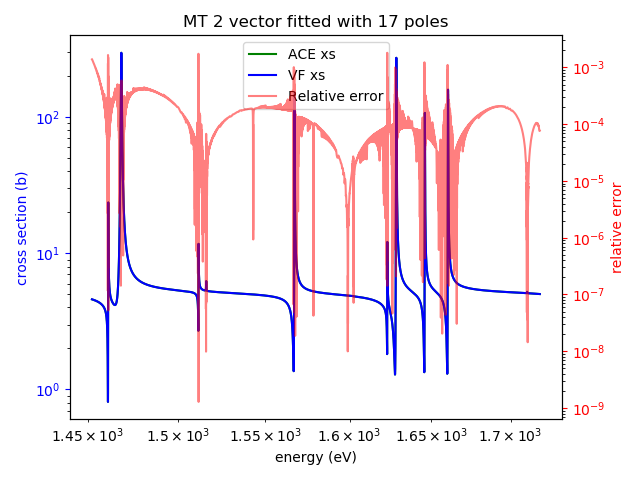 MT 2 vector fitted with 17 poles
ACE xs
VF xs
Relative error
cross section (b)
10²
10¹
10⁰
10⁻³
10⁻⁴
10⁻⁵
10⁻⁶
10⁻⁷
10⁻⁸
10⁻⁹
relative error
1.45 × 10³ 1.5 × 10³ 1.55 × 10³ 1.6 × 10³ 1.65 × 10³ 1.7 × 10³
energy (eV)